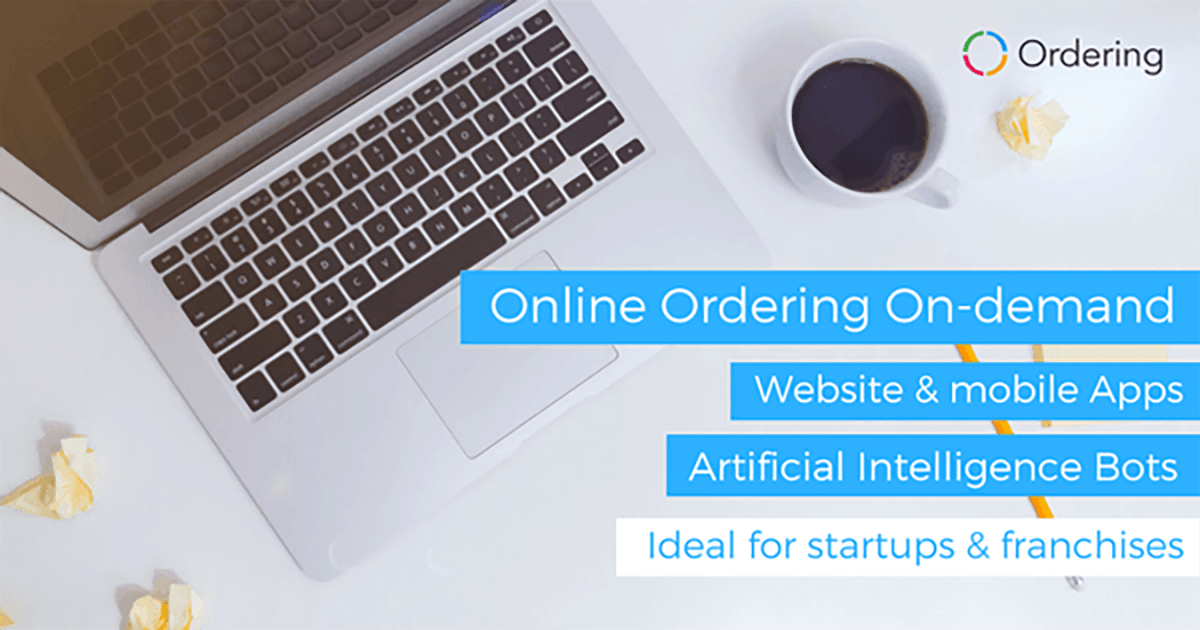 Ordering
Online Ordering On-demand
Website & mobile Apps
Artificial Intelligence Bots
Ideal for startups & franchises